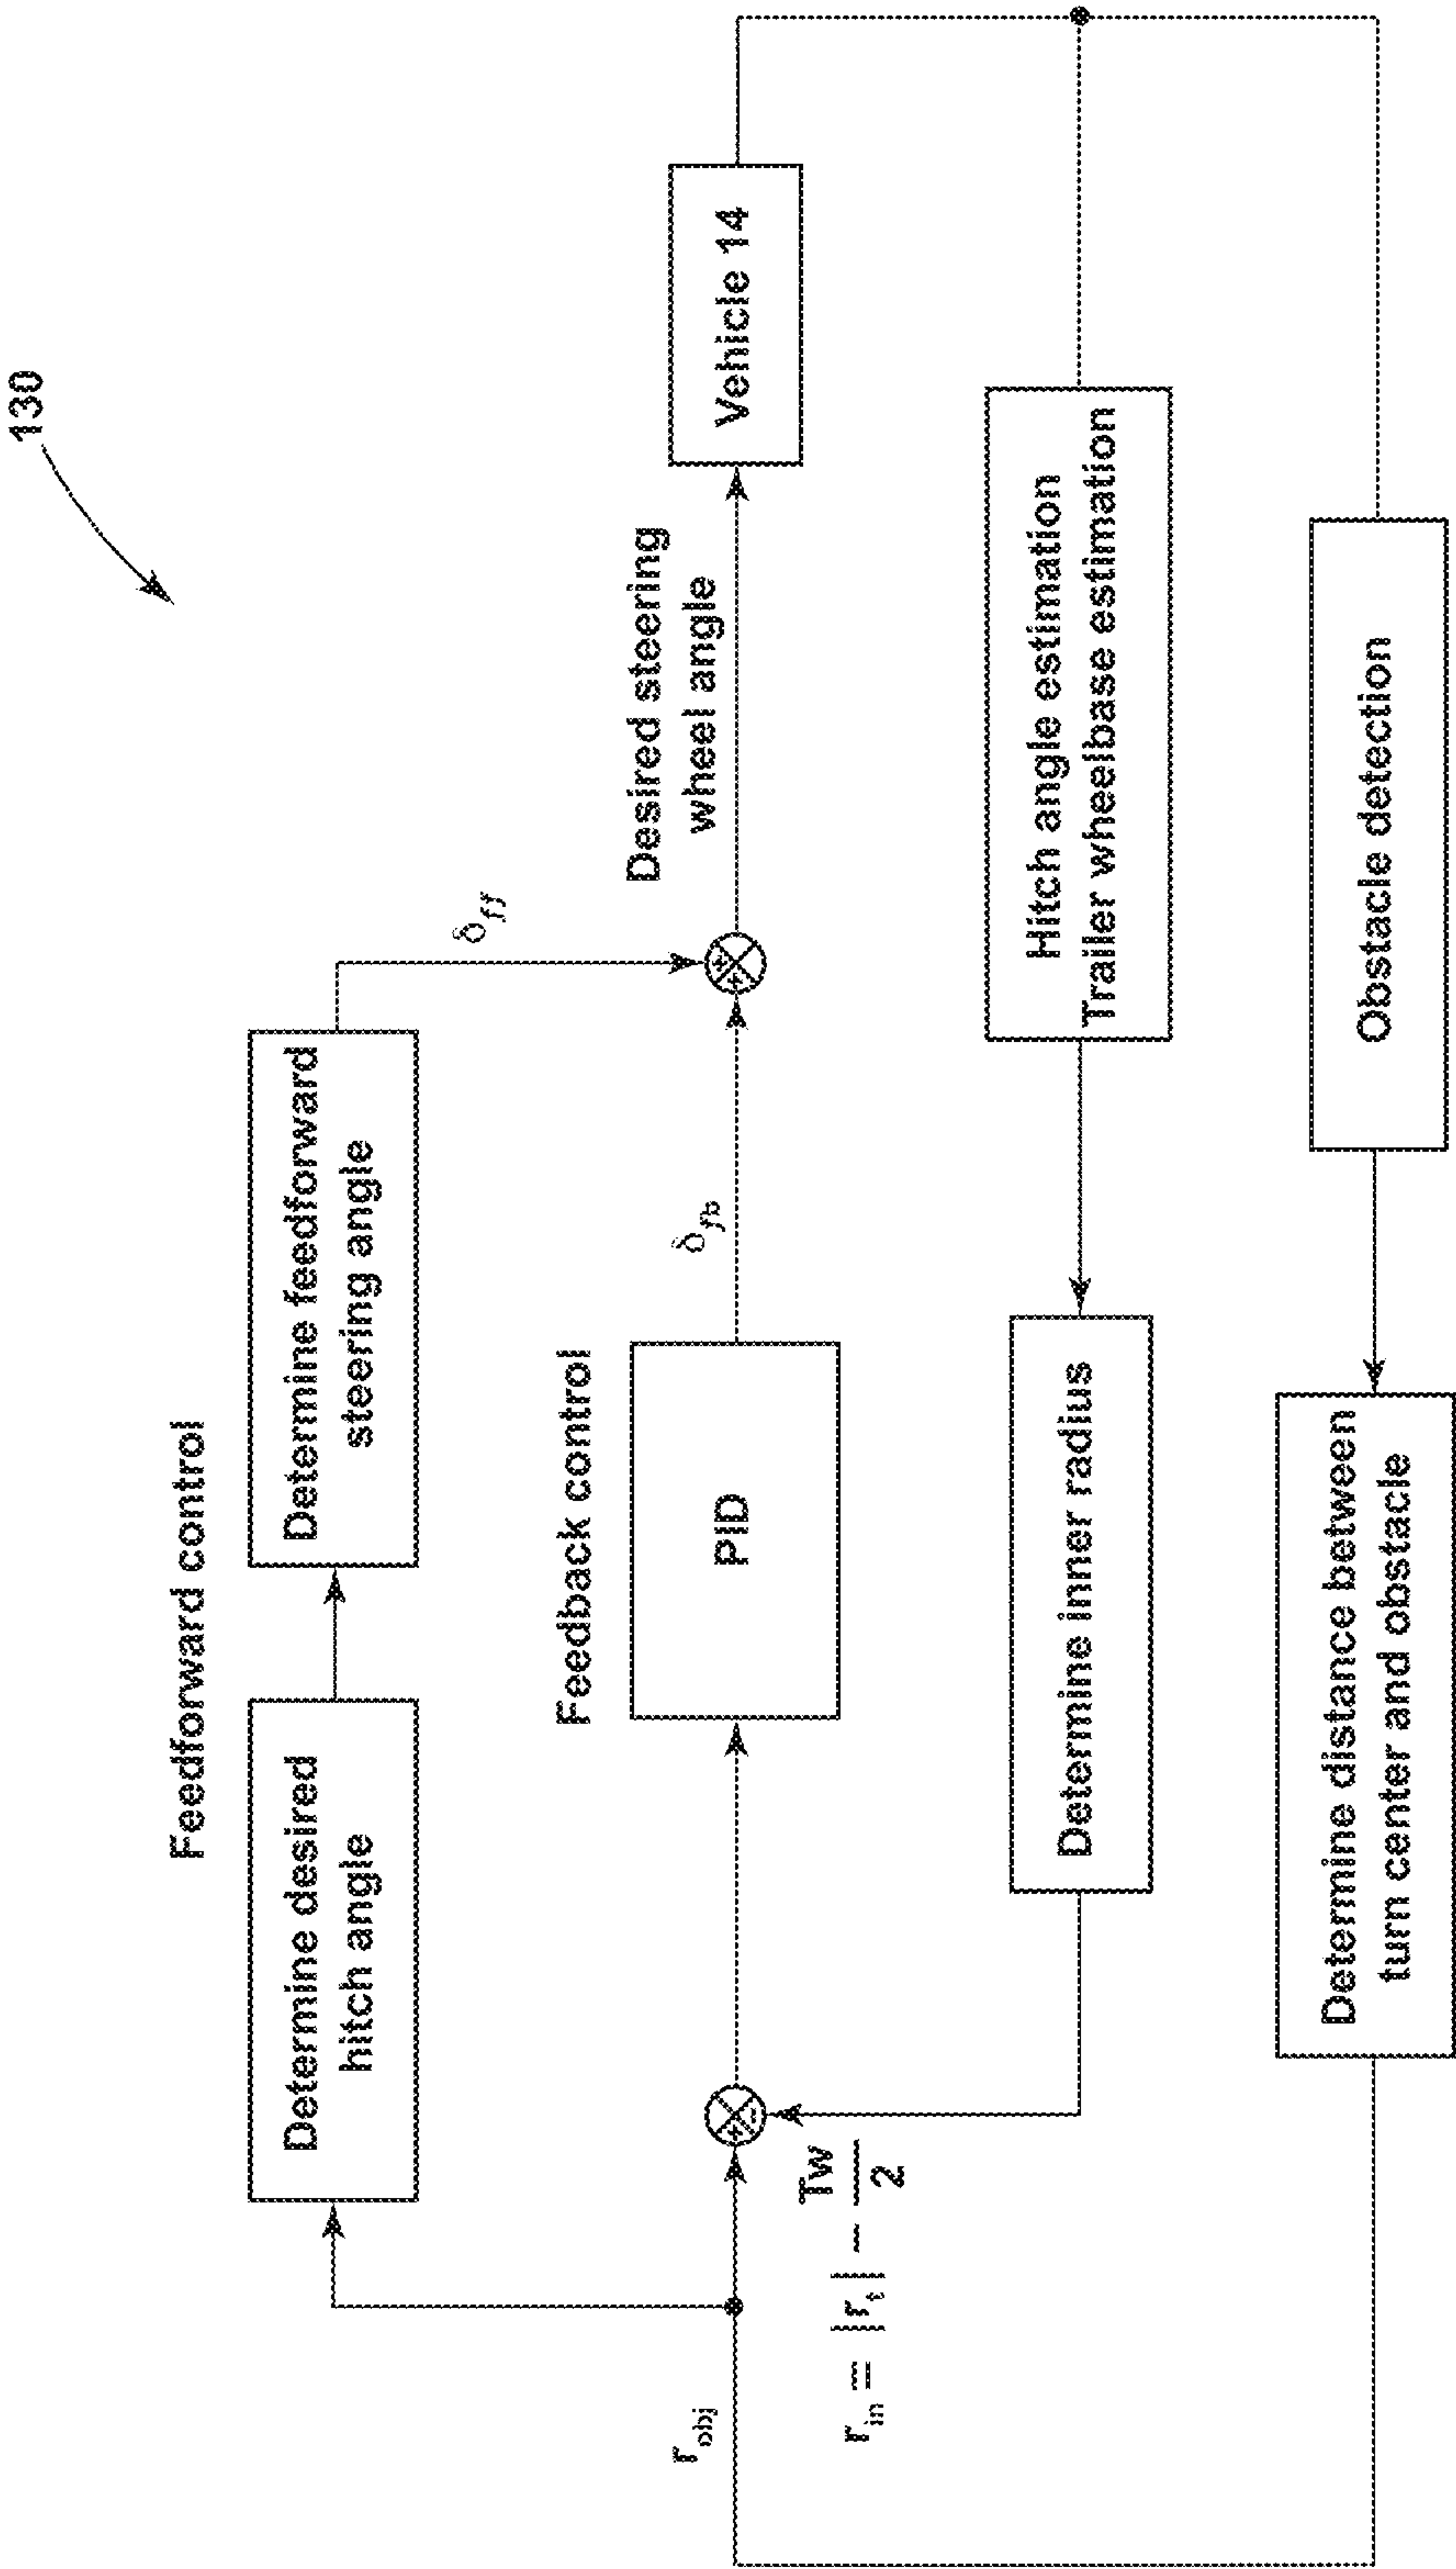 130
Feedforward control
Determine desired
hitch angle
Determine feedforward
steering angle
δff
Feedback control
robj
PID
δfb
Desired steering
wheel angle
Vehicle 14
+
-
+
+
rin = |rt| - Tw/2
Determine inner radius
Hitch angle estimation
Trailer wheelbase estimation
Determine distance between
turn center and obstacle
Obstacle detection